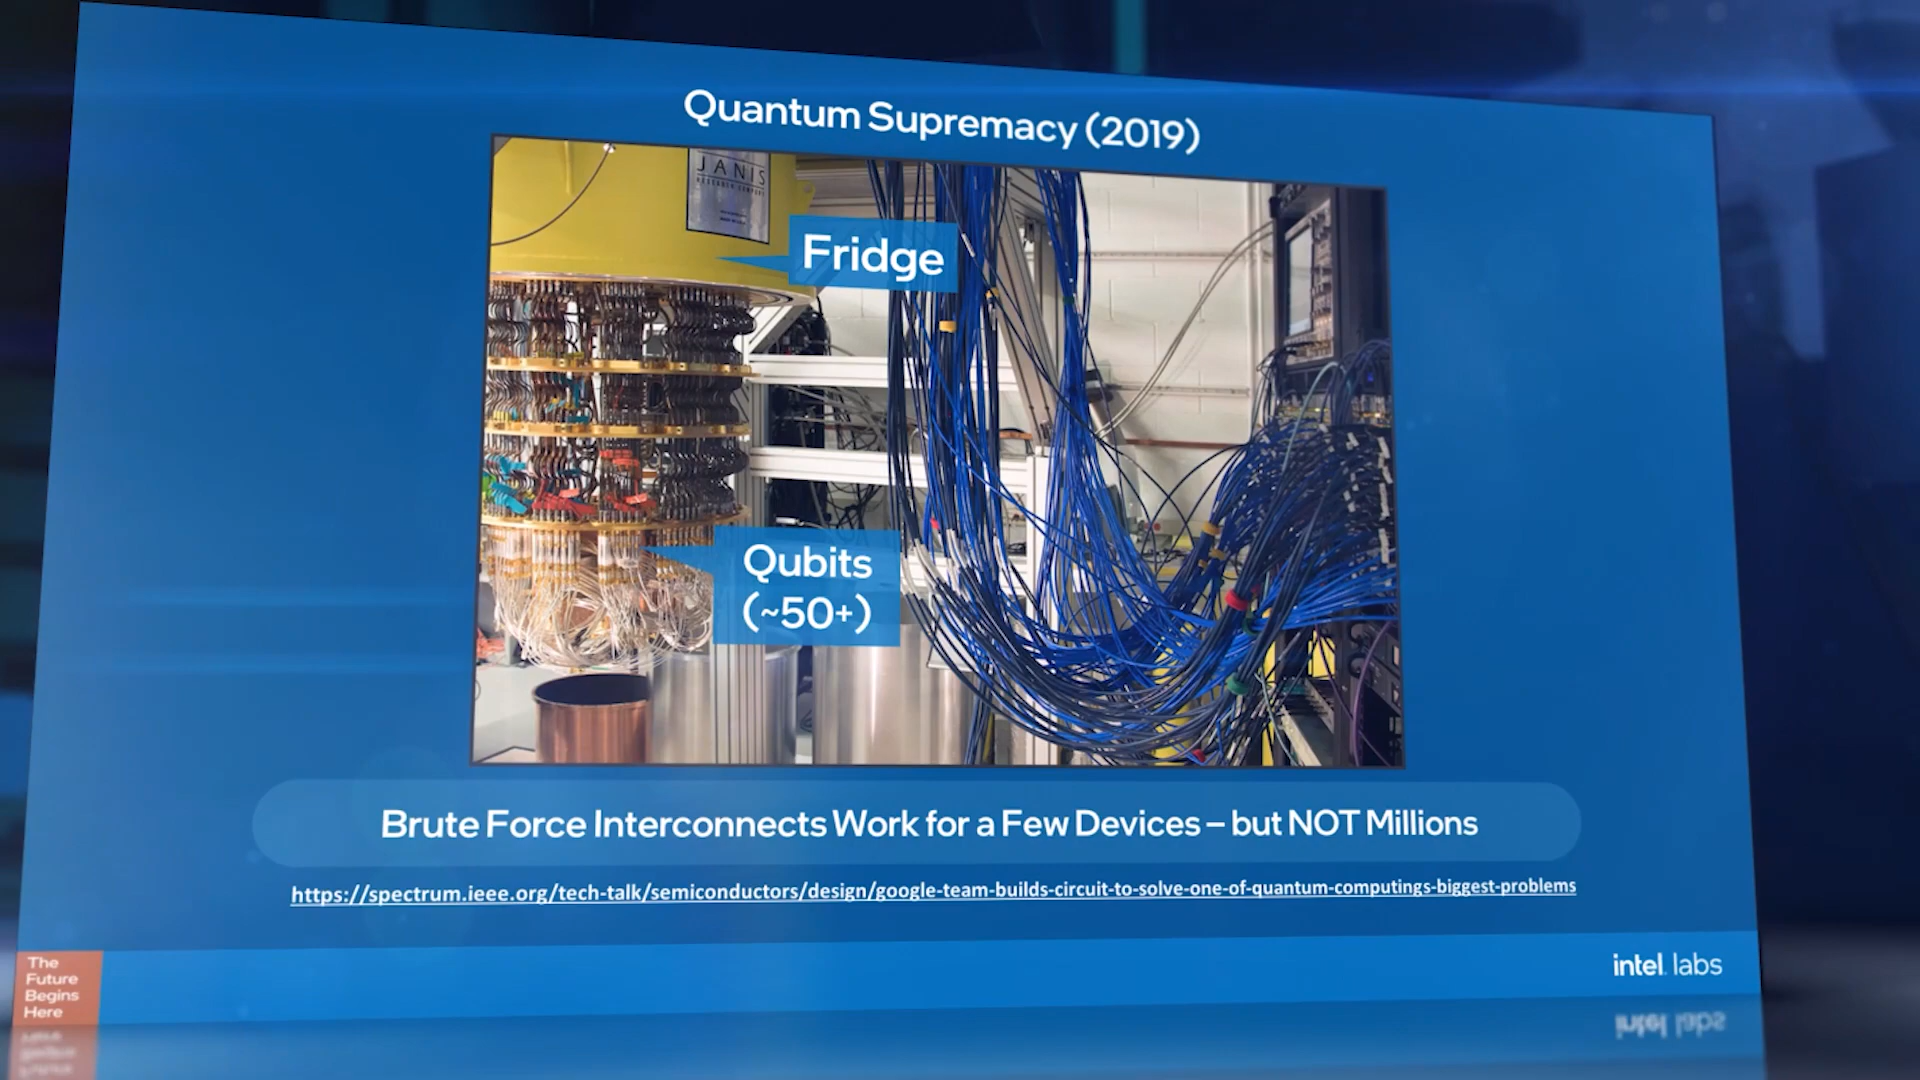 Quantum Supremacy (2019)
JANIS
Fridge
Qubits
(~50+)
Brute Force Interconnects Work for a Few Devices – but NOT Millions
https://spectrum.ieee.org/tech-talk/semiconductors/design/google-team-builds-circuit-to-solve-one-of-quantum-computings-biggest-problems
The
Future
Begins
Here
intel labs